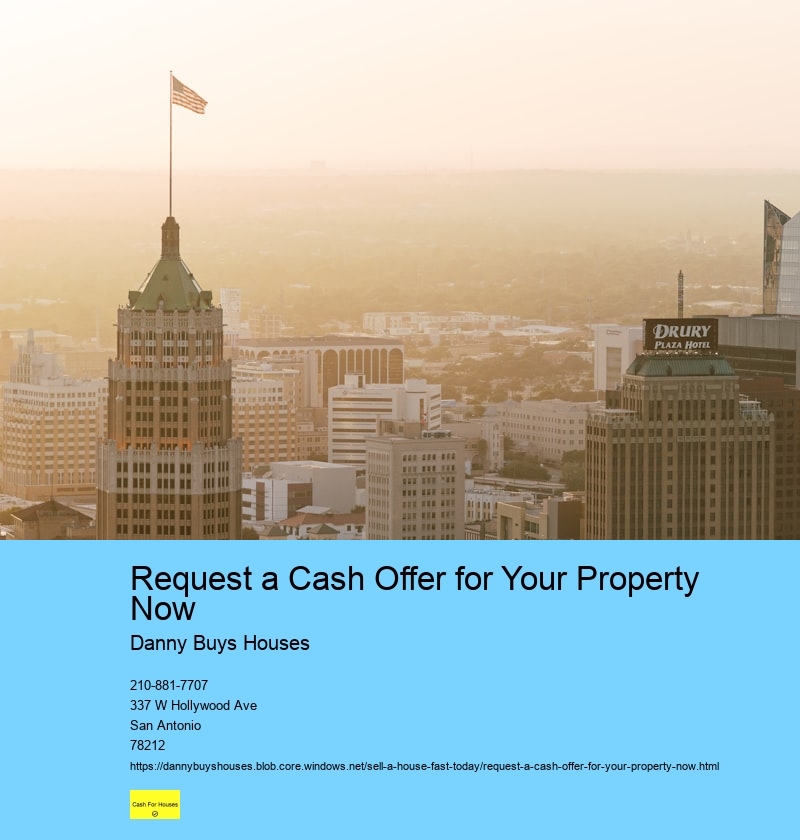 DRURY
PLAZA HOTEL
Request a Cash Offer for Your Property
Now
Danny Buys Houses
210-881-7707
337 W Hollywood Ave
San Antonio
78212
https://dannybuyshouses.blob.core.windows.net/sell-a-house-fast-today/request-a-cash-offer-for-your-property-now.html
Cash For Houses